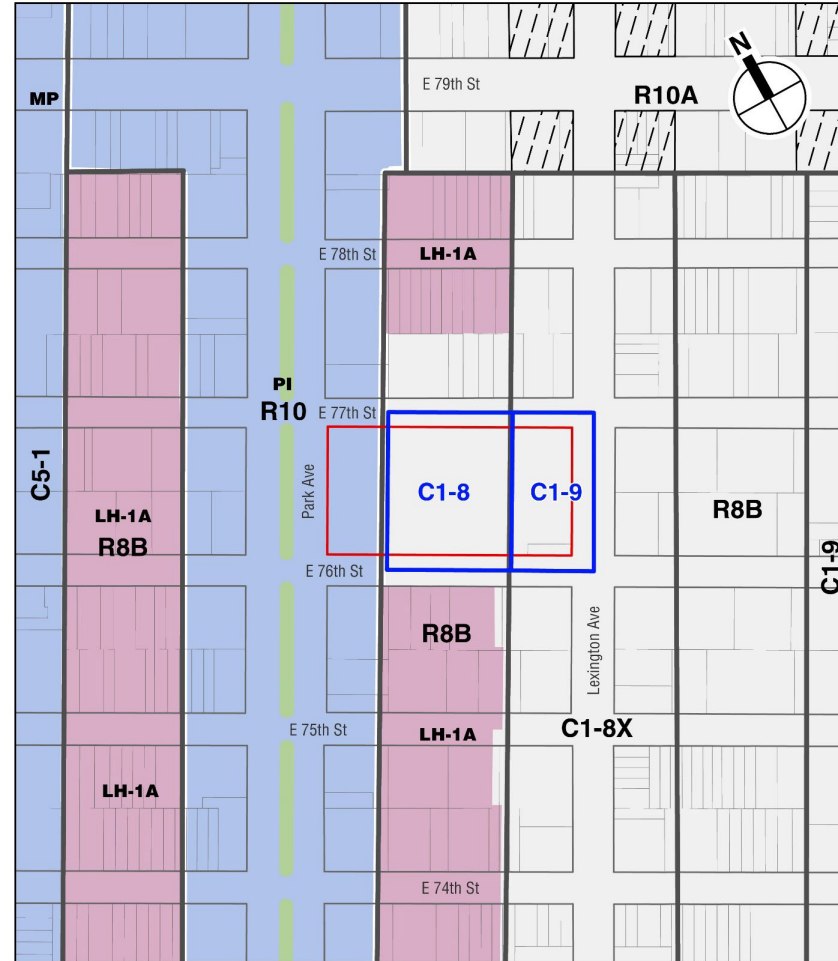 N
E 79th St
MP
R10A
E 78th St
LH-1A
PI
R10
E 77th St
C5-1
Park Ave
C1-8
C1-9
LH-1A
R8B
R8B
C1-9
E 76th St
R8B
Lexington Ave
E 75th St
LH-1A
C1-8X
LH-1A
E 74th St